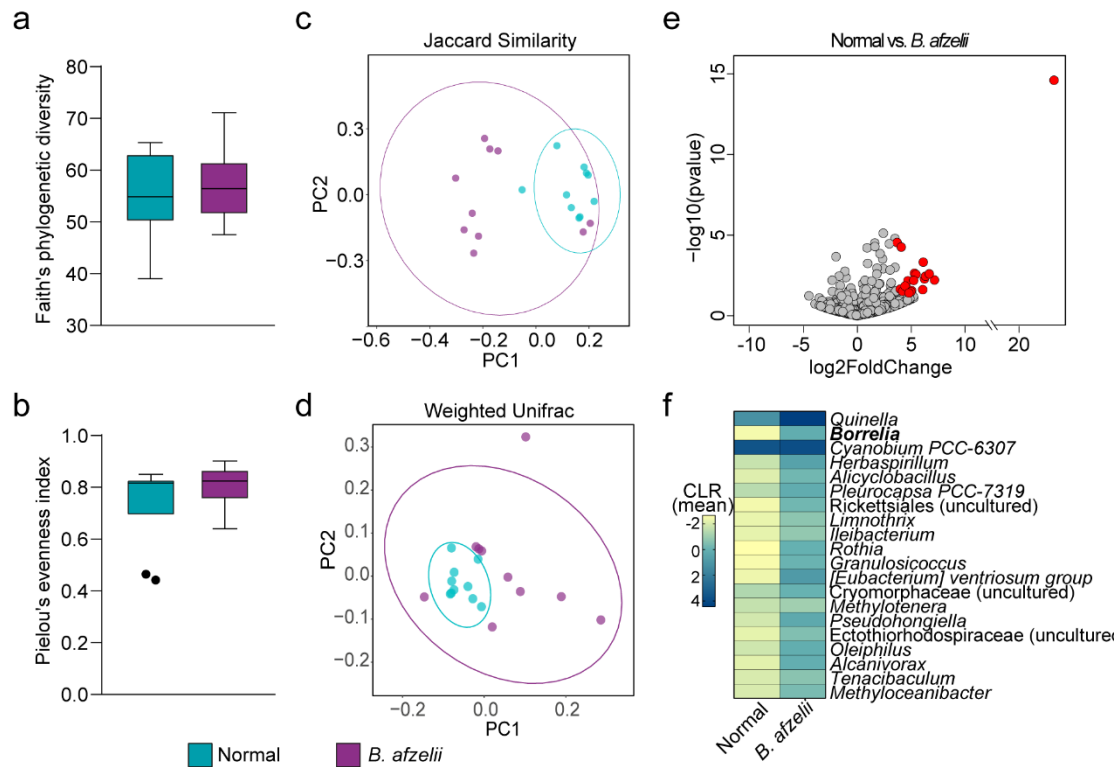 a
80
70
60
50
40
30
Faith's phylogenetic diversity
b
1.0
0.8
0.6
0.4
0.2
0.0
Pielou's evenness index
c
Jaccard Similarity
0.3
0.0
−0.3
PC2
−0.6 −0.4 −0.2 0.0 0.2
PC1
d
Weighted Unifrac
0.3
0.2
0.1
0.0
−0.1
−0.2
PC2
−0.2 0.0 0.2
PC1
Normal B. afzelii
e
Normal vs. B. afzelii
15
10
5
0
−log10(pvalue)
-10 -5 0 5 10 20
log2FoldChange
f
CLR
(mean)
-2
0
2
4
Quinella
Borrelia
Cyanobium PCC-6307
Herbaspirillum
Alicyclobacillus
Pleurocapsa PCC-7319
Rickettsiales (uncultured)
Limnothrix
Ileibacterium
Rothia
Granulosicoccus
[Eubacterium] ventriosum group
Cryomorphaceae (uncultured)
Methylotenera
Pseudohongiella
Ectothiorhodospiraceae (uncultured
Oleiphilus
Alcanivorax
Tenacibaculum
Methyloceanibacter
Normal
B. afzelii